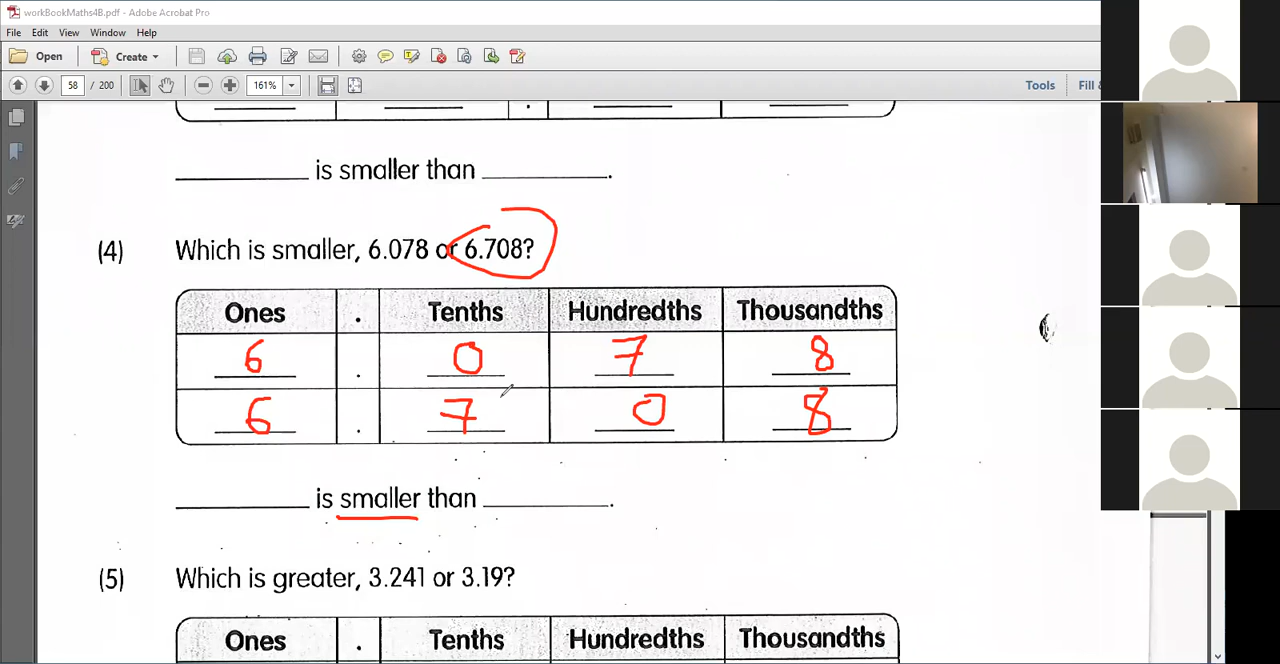 workBookMaths4B.pdf - Adobe Acrobat Pro
File Edit View Window Help
Open Create
58 / 200 161% Tools Fill &
.
is smaller than .
(4) Which is smaller, 6.078 or 6.708?
Ones . Tenths Hundredths Thousandths
6 . 0 7 8
6 . 7 0 8
is smaller than .
(5) Which is greater, 3.241 or 3.19?
Ones . Tenths Hundredths Thousandths